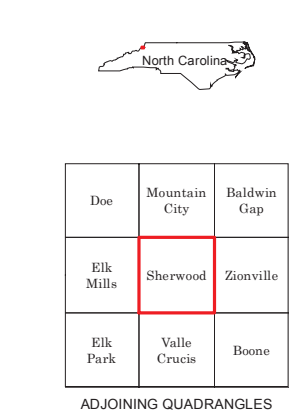 North Carolina
Doe
Mountain
City
Baldwin
Gap
Elk
Mills
Sherwood
Zionville
Elk
Park
Valle
Crucis
Boone
ADJOINING QUADRANGLES